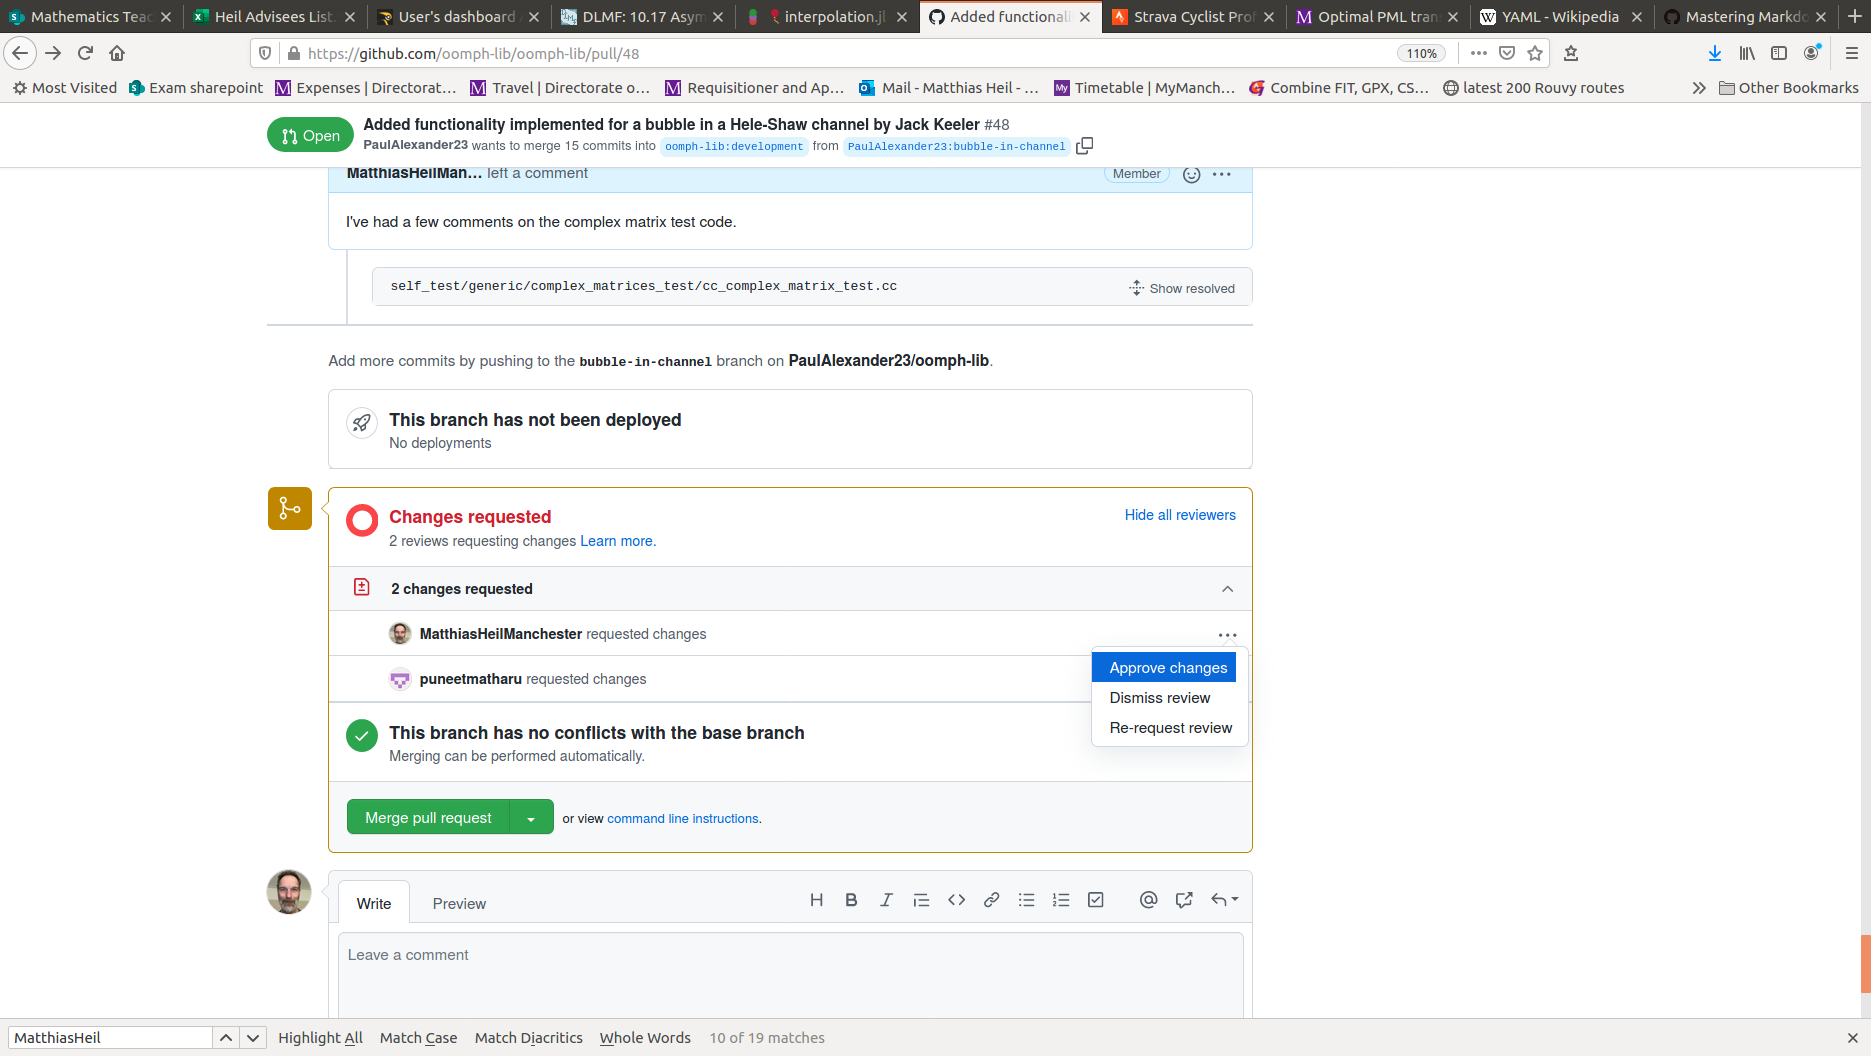 Mathematics Teac
Heil Advisees List.
User's dashboard
DLMF: 10.17 Asym
interpolation.jl
Added functionali
Strava Cyclist Prof
Optimal PML tran
YAML - Wikipedia
Mastering Markdo
https://github.com/oomph-lib/oomph-lib/pull/48
110%
Most Visited
Exam sharepoint
Expenses | Directorat…
Travel | Directorate o…
Requisitioner and Ap…
Mail - Matthias Heil - …
Timetable | MyManch…
Combine FIT, GPX, CS…
latest 200 Rouvy routes
Other Bookmarks
Open
Added functionality implemented for a bubble in a Hele-Shaw channel by Jack Keeler #48
PaulAlexander23 wants to merge 15 commits into oomph-lib:development from PaulAlexander23:bubble-in-channel
MatthiasHeilMan… left a comment
Member
I've had a few comments on the complex matrix test code.
self_test/generic/complex_matrices_test/cc_complex_matrix_test.cc
Show resolved
Add more commits by pushing to the bubble-in-channel branch on PaulAlexander23/oomph-lib.
This branch has not been deployed
No deployments
Changes requested
Hide all reviewers
2 reviews requesting changes Learn more.
2 changes requested
MatthiasHeilManchester requested changes
Approve changes
puneetmatharu requested changes
Dismiss review
Re-request review
This branch has no conflicts with the base branch
Merging can be performed automatically.
Merge pull request
or view command line instructions.
Write
Preview
Leave a comment
MatthiasHeil
Highlight All
Match Case
Match Diacritics
Whole Words
10 of 19 matches